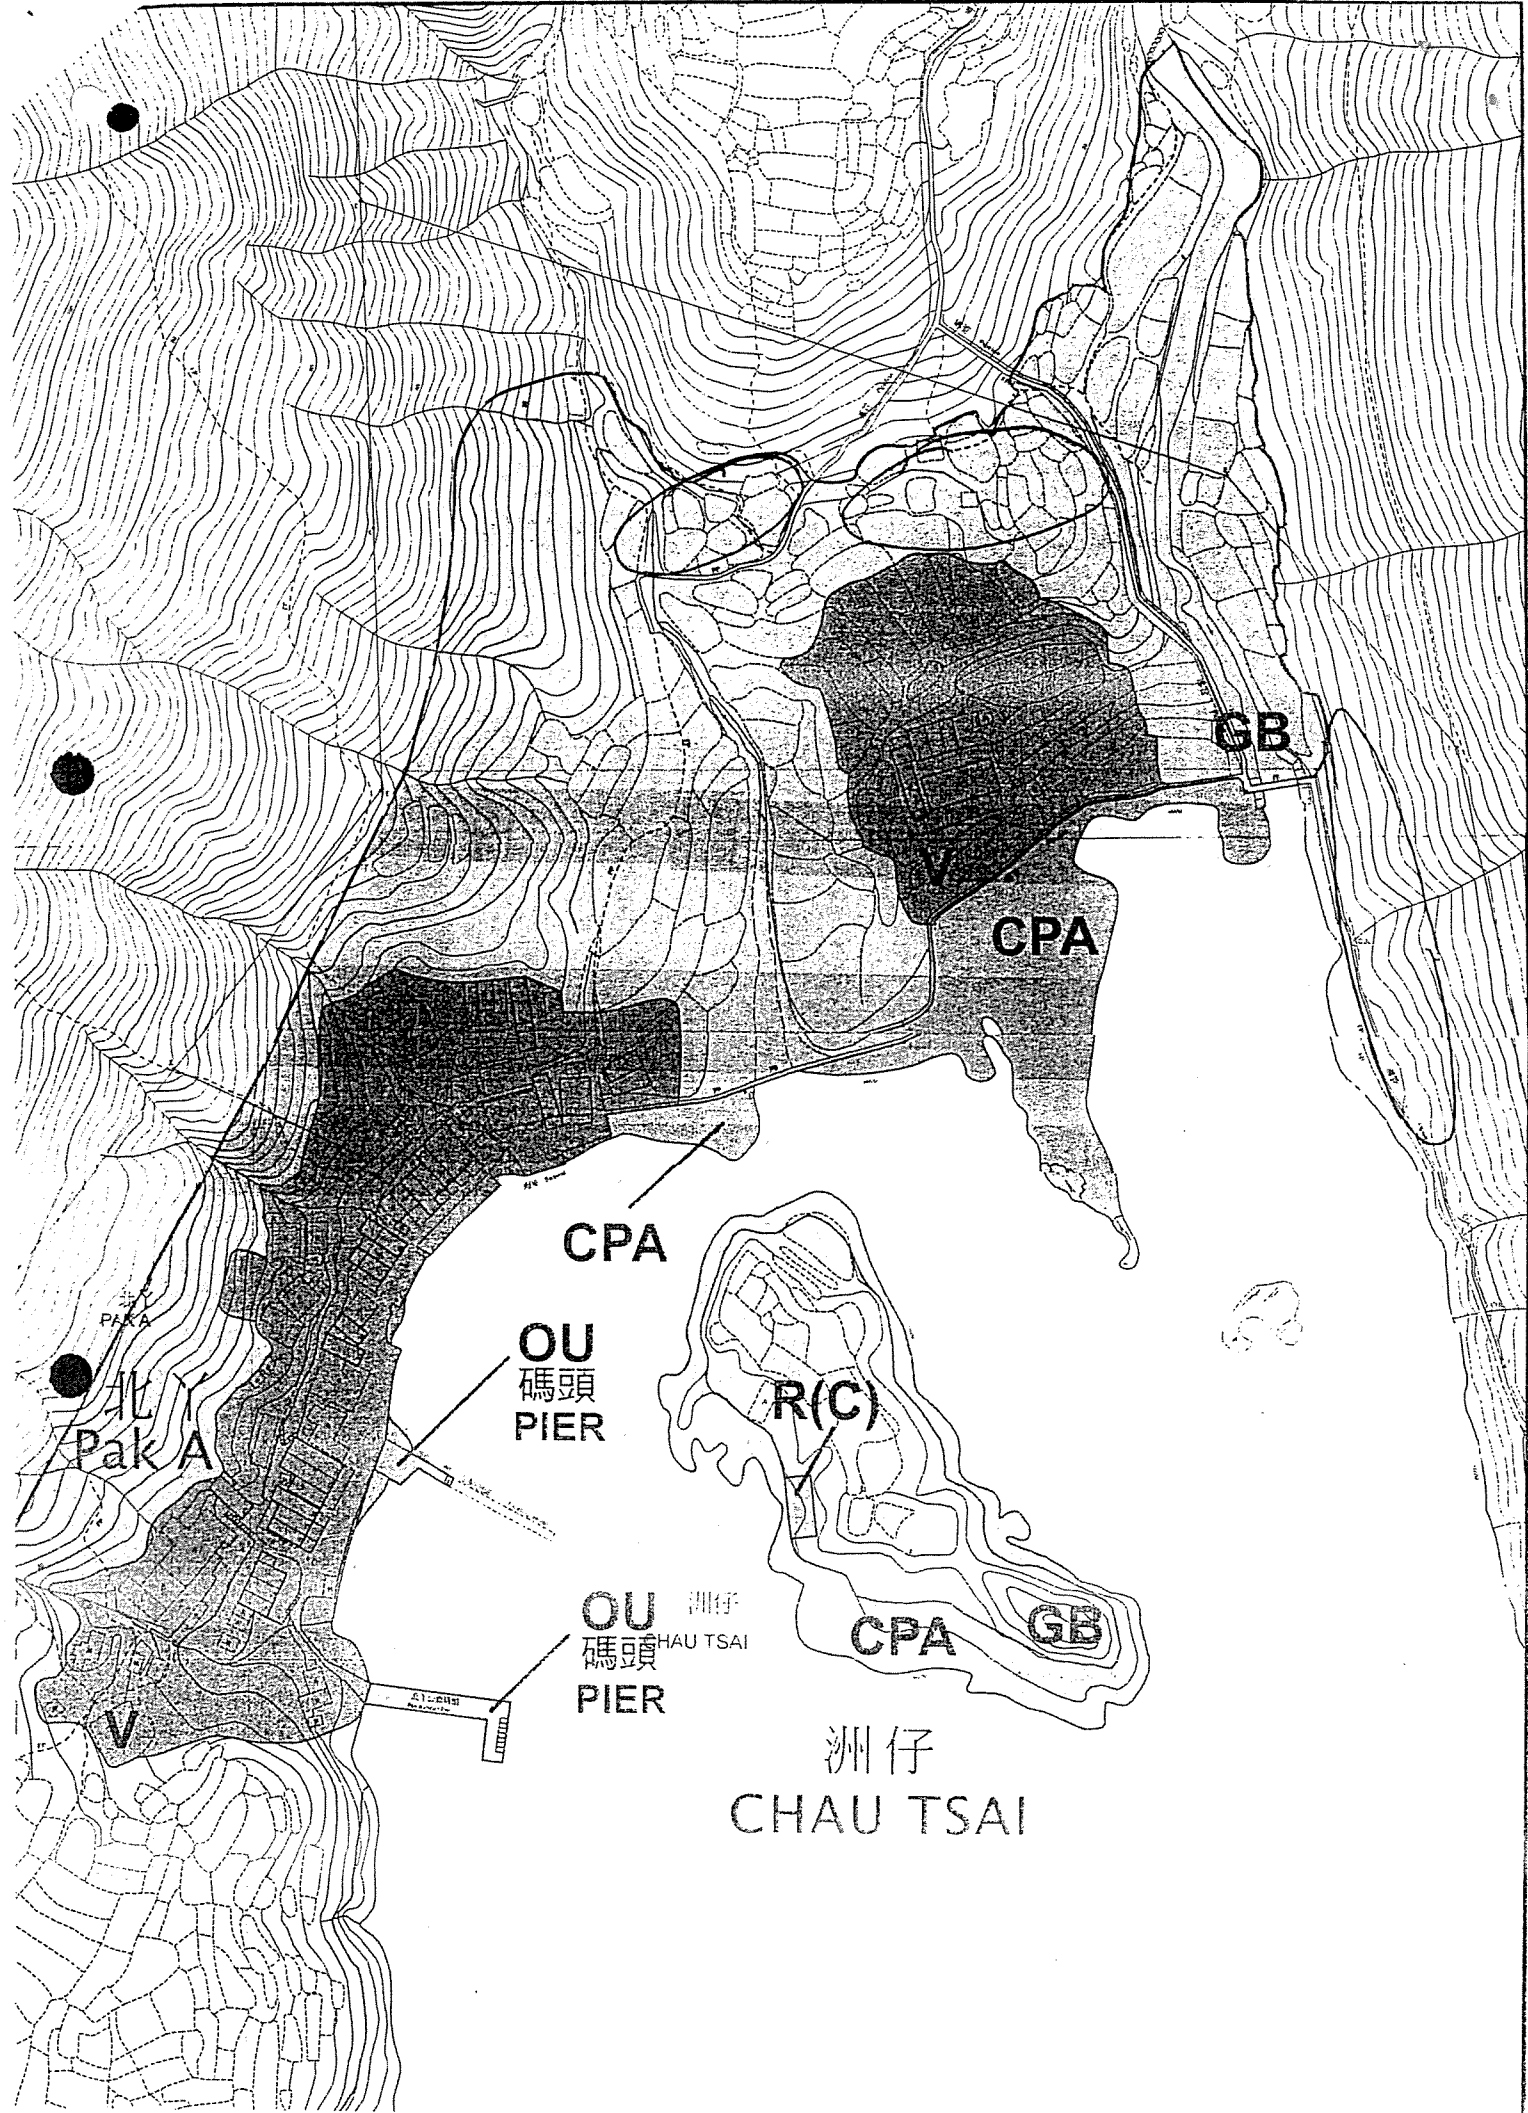 GB
V
CPA
CPA
PAK A
北丫
Pak A
OU
碼頭
PIER
R(C)
OU
碼頭
PIER
洲仔
CHAU TSAI
CPA
GB
V
洲仔
CHAU TSAI